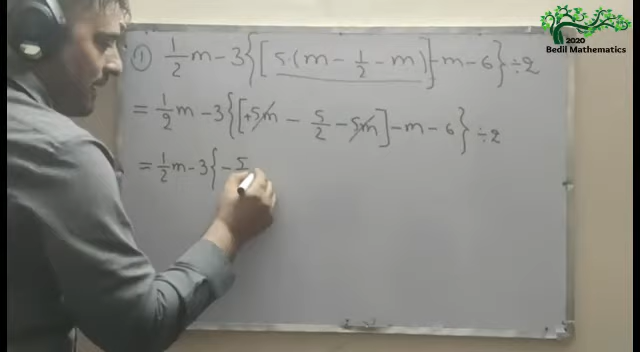 2020
Bedil Mathematics
① 1/2 m - 3{[5·(m - 1/2 - m)] - m - 6} ÷ 2
= 1/2 m - 3{[+5m - 5/2 - 5m] - m - 6} ÷ 2
= 1/2 m - 3{ - 5/